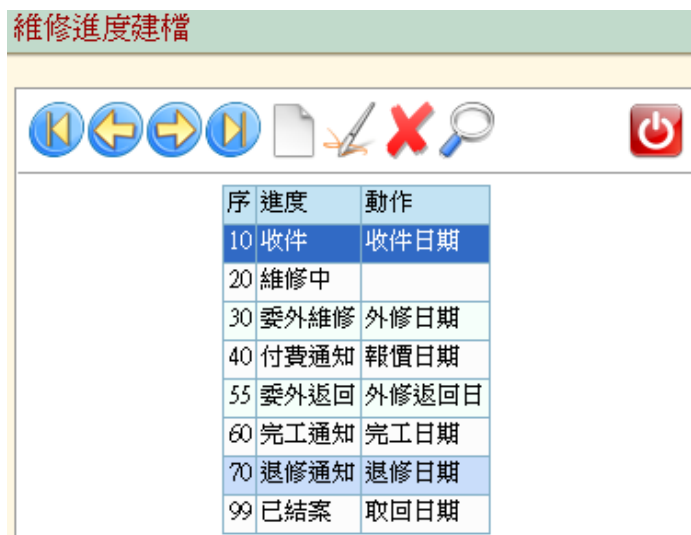 維修進度建檔
序 進度 動作
10 收件 收件日期
20 維修中
30 委外維修 外修日期
40 付費通知 報價日期
55 委外返回 外修返回日
60 完工通知 完工日期
70 退修通知 退修日期
99 已結案 取回日期